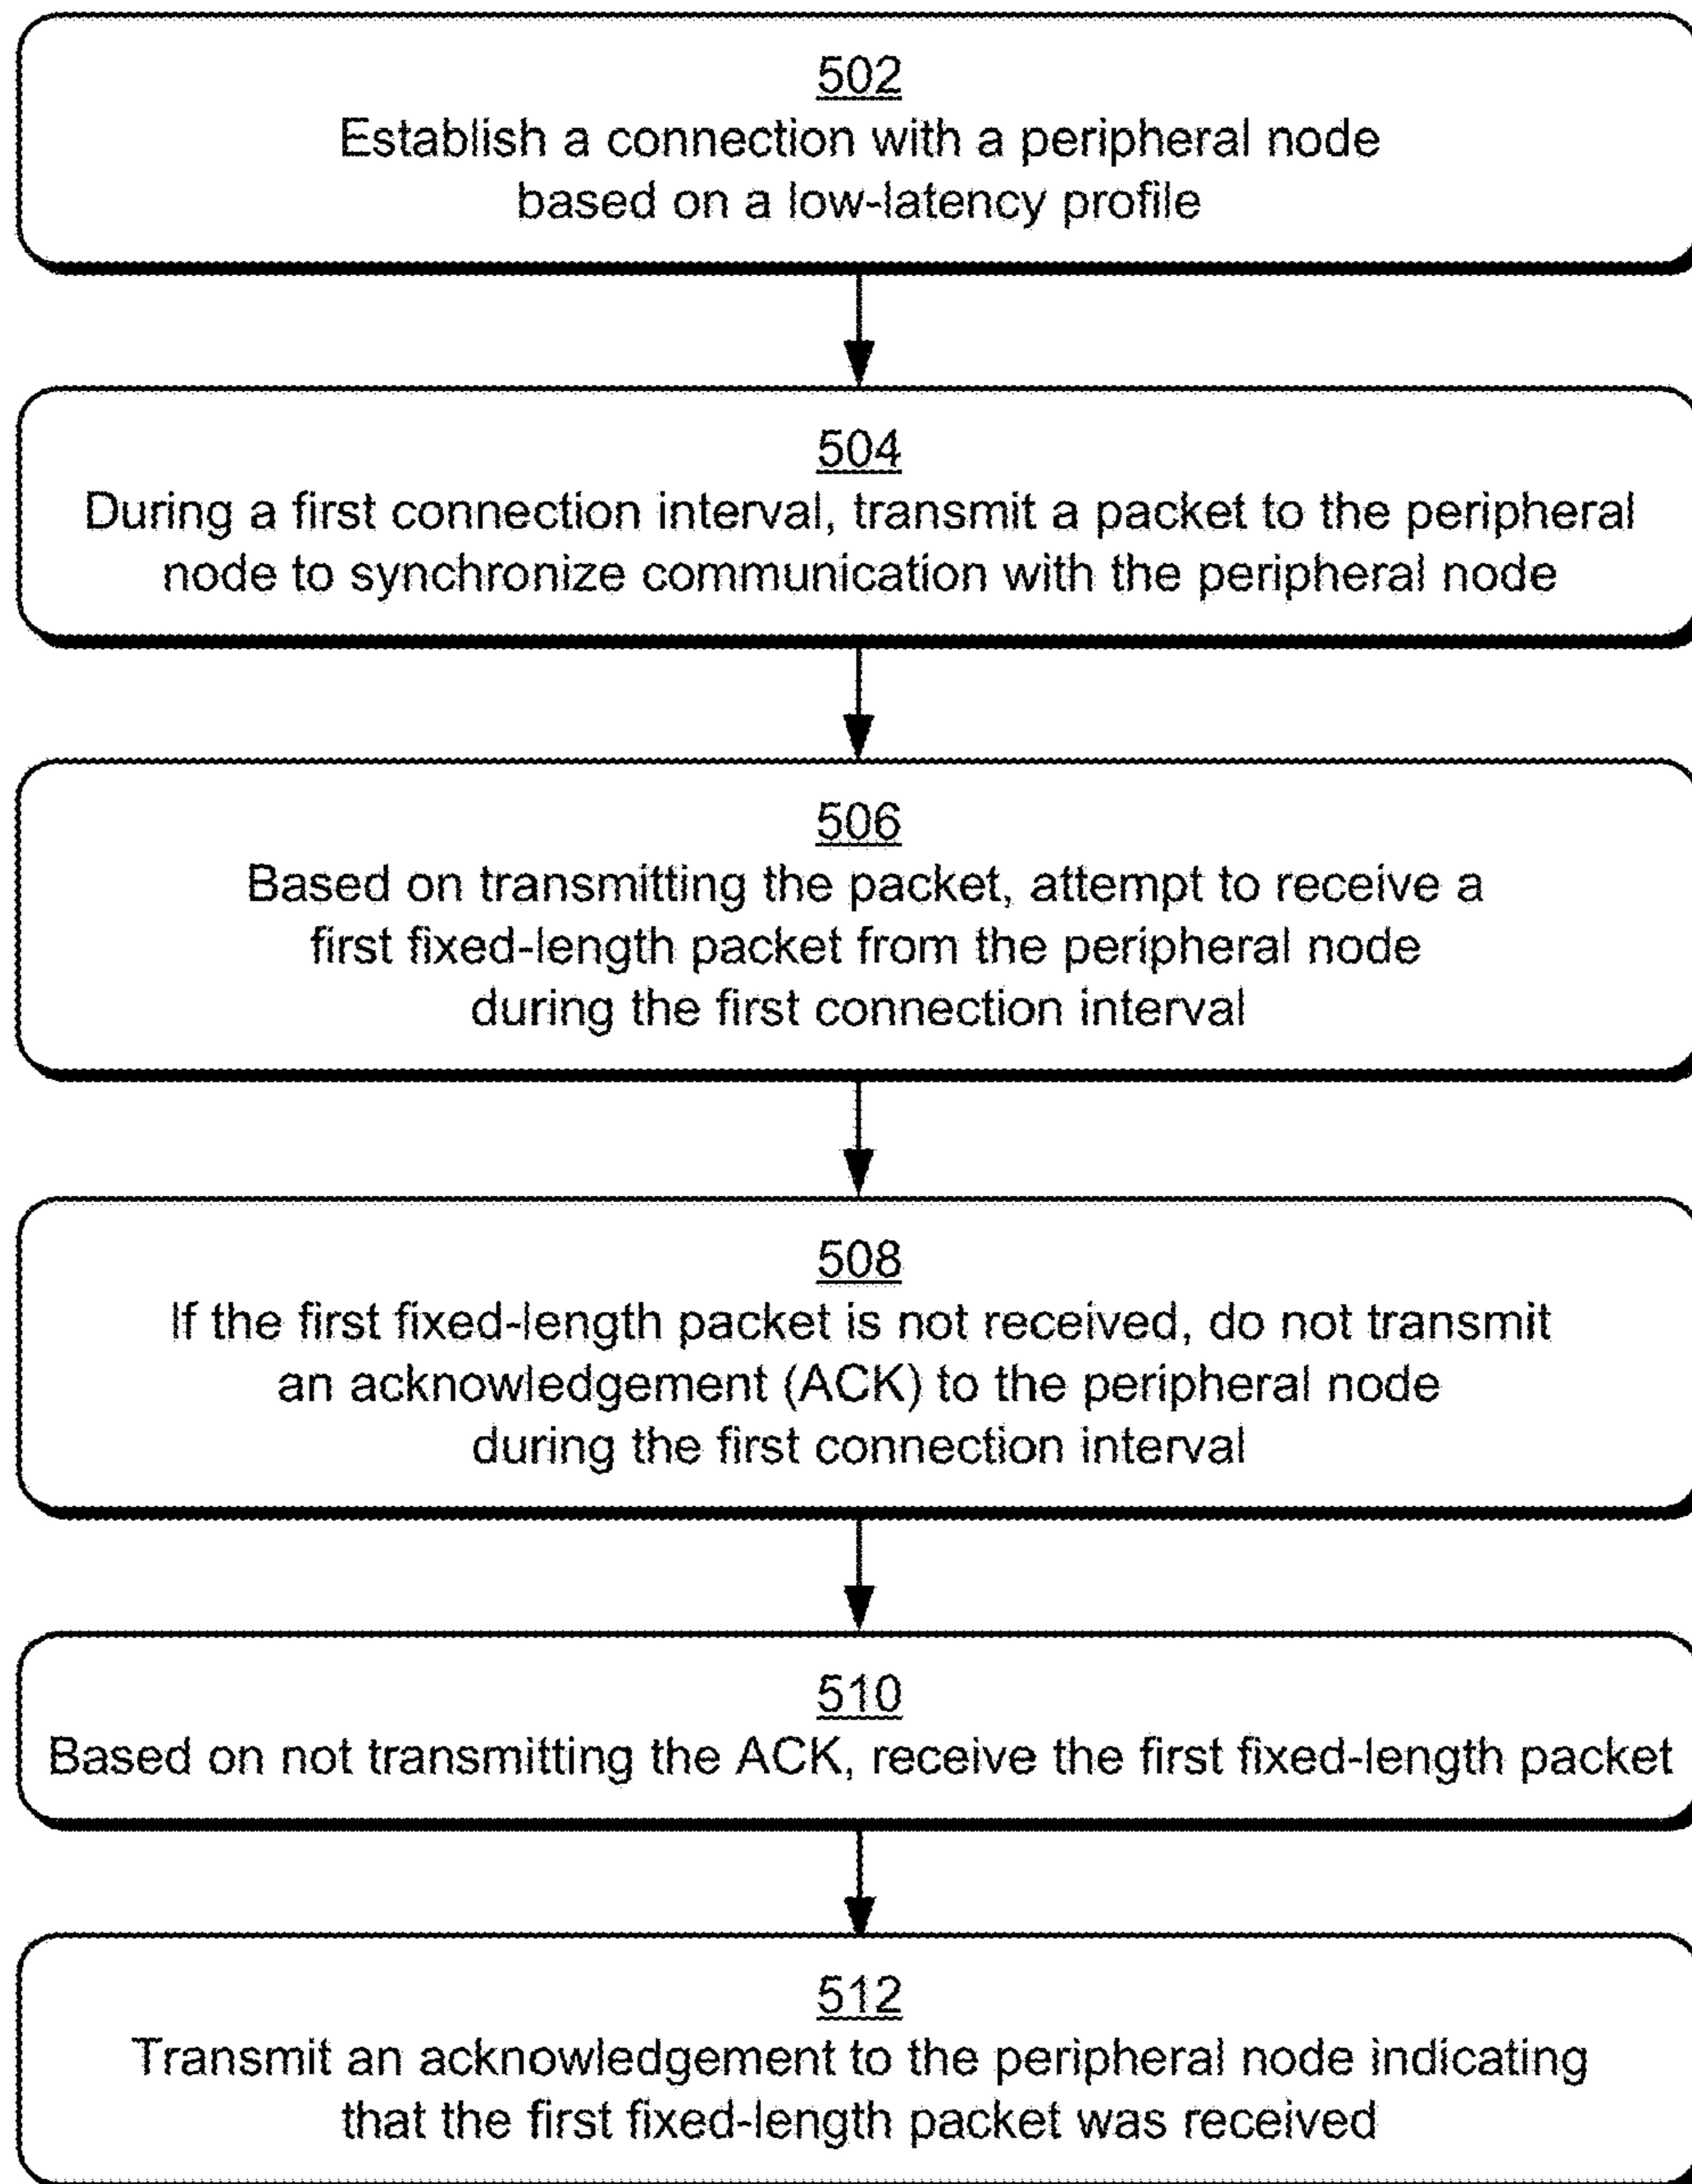 502
Establish a connection with a peripheral node
based on a low-latency profile
504
During a first connection interval, transmit a packet to the peripheral
node to synchronize communication with the peripheral node
506
Based on transmitting the packet, attempt to receive a
first fixed-length packet from the peripheral node
during the first connection interval
508
If the first fixed-length packet is not received, do not transmit
an acknowledgement (ACK) to the peripheral node
during the first connection interval
510
Based on not transmitting the ACK, receive the first fixed-length packet
512
Transmit an acknowledgement to the peripheral node indicating
that the first fixed-length packet was received